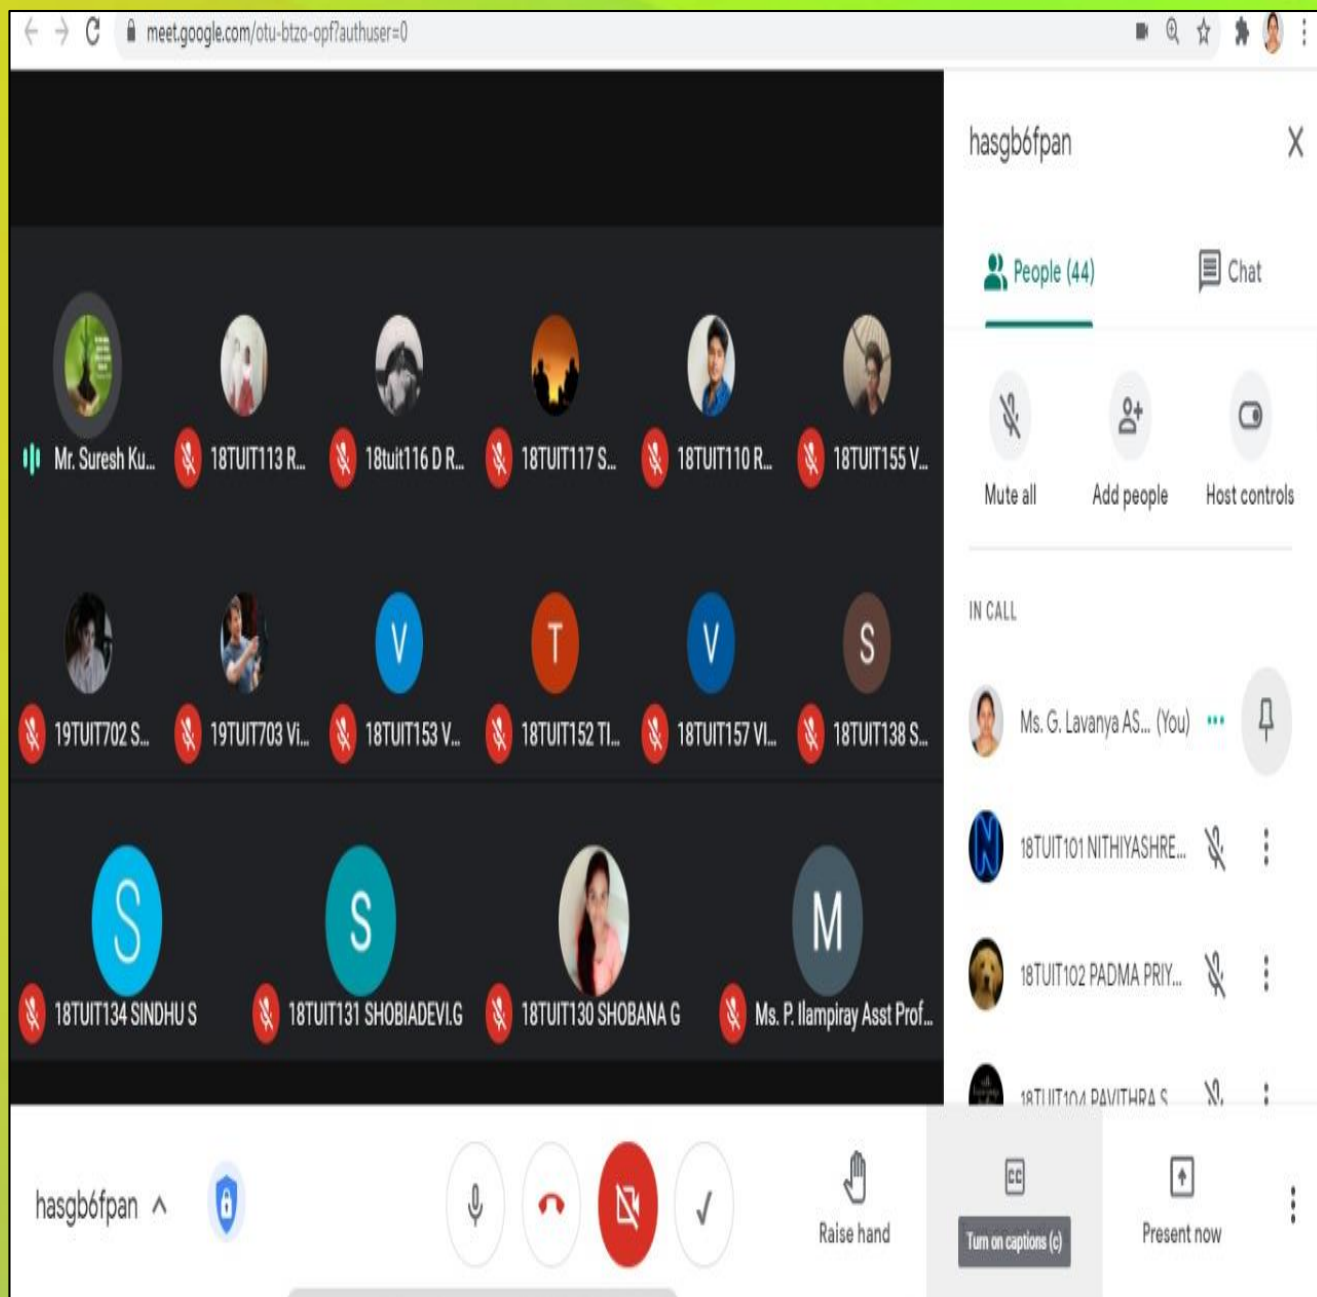 meet.google.com/otu-btzo-opf?authuser=0
hasgb6fpan
People (44)
Chat
Mute all
Add people
Host controls
IN CALL
Ms. G. Lavanya AS... (You)
18TUIT101 NITHIYASHRE...
18TUIT102 PADMA PRIY...
18TUIT104 PAVITHRA S
Mr. Suresh Ku...
18TUIT113 R...
18tuit116 D R...
18TUIT117 S...
18TUIT110 R...
18TUIT155 V...
19TUIT702 S...
19TUIT703 Vi...
V
18TUIT153 V...
T
18TUIT152 TI...
V
18TUIT157 VI...
S
18TUIT138 S...
S
18TUIT134 SINDHU S
S
18TUIT131 SHOBIADEVI.G
18TUIT130 SHOBANA G
M
Ms. P. Ilampiray Asst Prof...
hasgb6fpan
Raise hand
CC
Turn on captions (c)
Present now